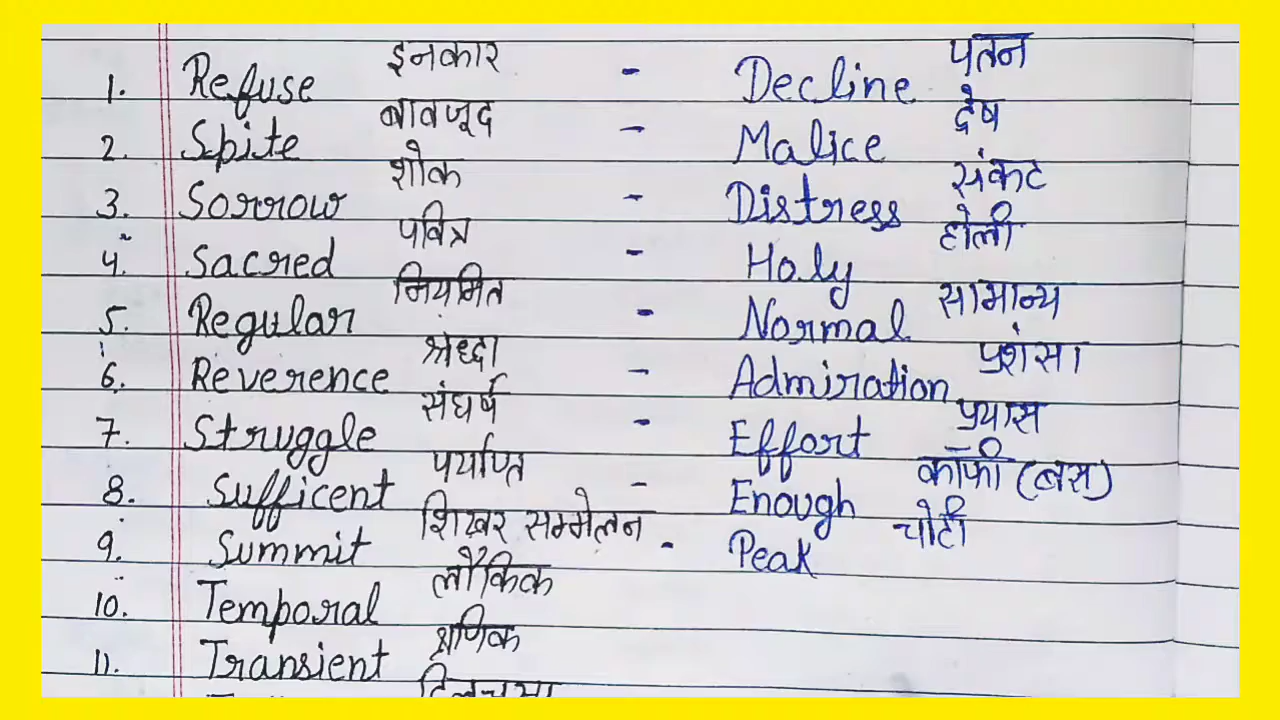 1. Refuse इनकार - Decline पतन
2. Spite बावजूद - Malice देष
3. Sorrow शोक - Distress संकट
4. Sacred पवित्र - Holy होली
5. Regular नियमित - Normal सामान्य
6. Reverence श्रेध्दा - Admiration प्रशंसा।
7. Struggle संघर्ष - Effort प्रयास
8. Sufficent पर्याप्त - Enough कॉफी (बस)
9. Summit शिखर सम्मेलन - Peak चोटी
10. Temporal लौकिक
11. Transient क्षणिक